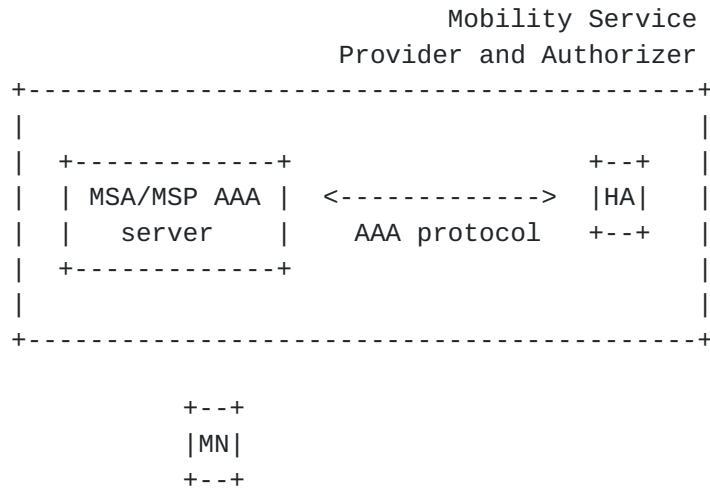 Mobility Service
Provider and Authorizer
+-------------------------------------------+
|                                           |
|  +-------------+                   +--+   |
|  | MSA/MSP AAA |  <------------->  |HA|   |
|  |   server    |    AAA protocol   +--+   |
|  +-------------+                          |
|                                           |
+-------------------------------------------+
+--+
|MN|
+--+